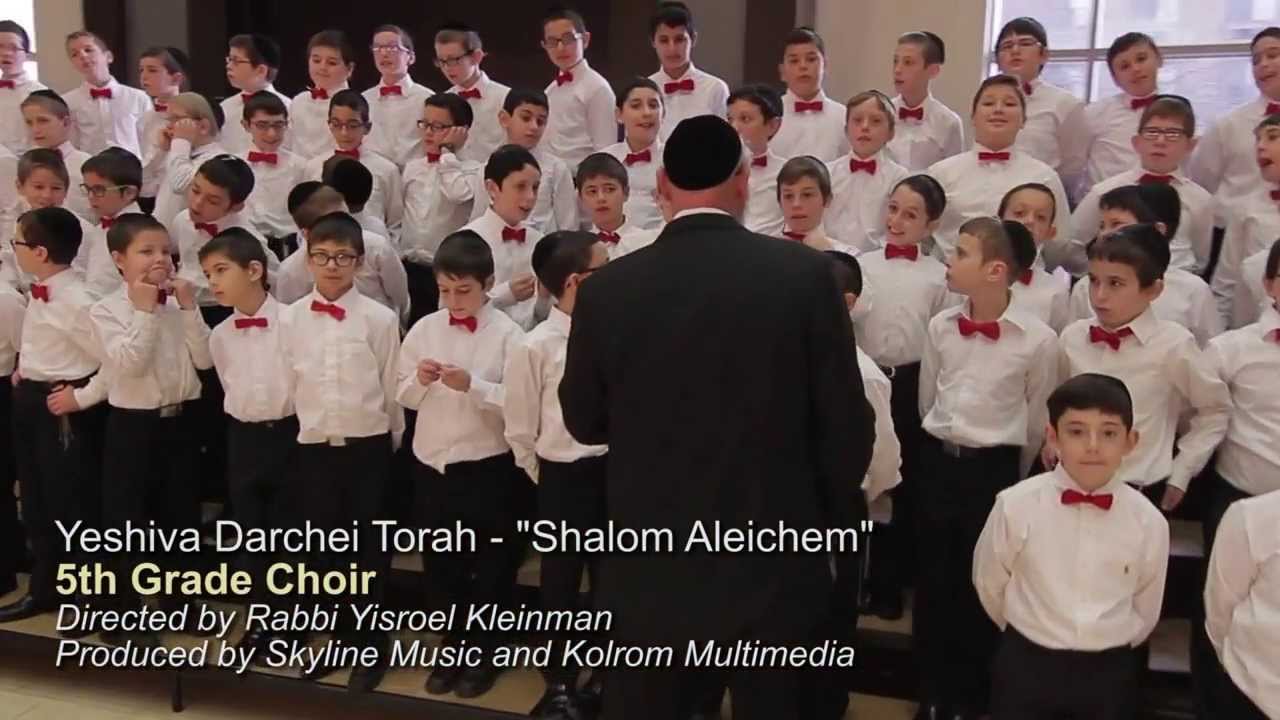 Yeshiva Darchei Torah - "Shalom Aleichem"
5th Grade Choir
Directed by Rabbi Yisroel Kleinman
Produced by Skyline Music and Kolrom Multimedia